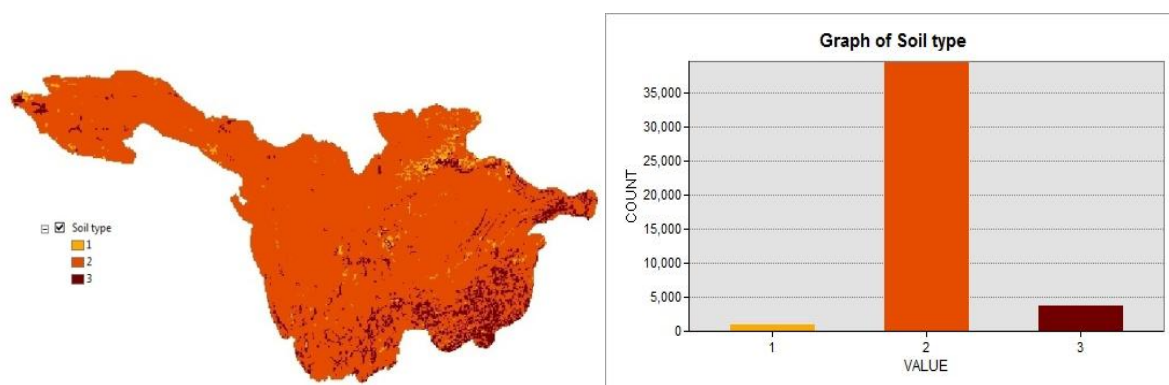 Soil type
1
2
3
Graph of Soil type
COUNT
35,000
30,000
25,000
20,000
15,000
10,000
5,000
0
1 2 3
VALUE